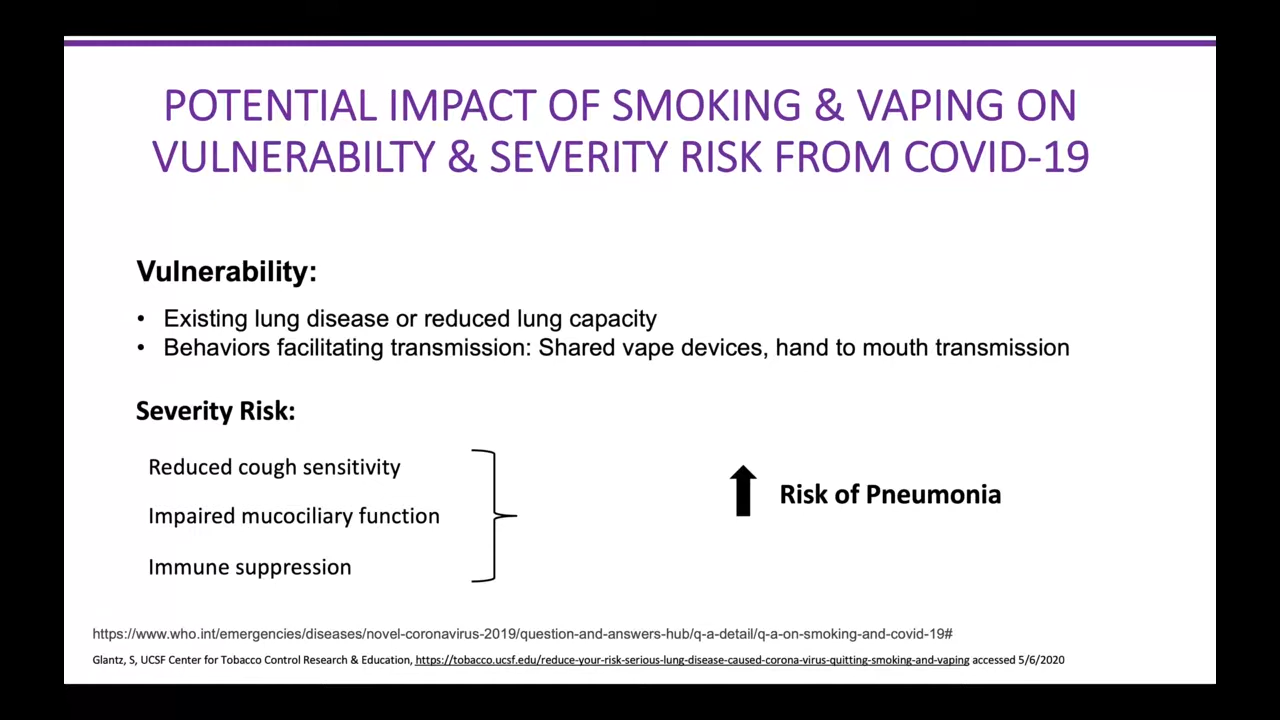 POTENTIAL IMPACT OF SMOKING & VAPING ON
VULNERABILTY & SEVERITY RISK FROM COVID-19
Vulnerability:
• Existing lung disease or reduced lung capacity
• Behaviors facilitating transmission: Shared vape devices, hand to mouth transmission
Severity Risk:
Reduced cough sensitivity
Impaired mucociliary function
Immune suppression
Risk of Pneumonia
https://www.who.int/emergencies/diseases/novel-coronavirus-2019/question-and-answers-hub/q-a-detail/q-a-on-smoking-and-covid-19#
Glantz, S, UCSF Center for Tobacco Control Research & Education, https://tobacco.ucsf.edu/reduce-your-risk-serious-lung-disease-caused-corona-virus-quitting-smoking-and-vaping accessed 5/6/2020